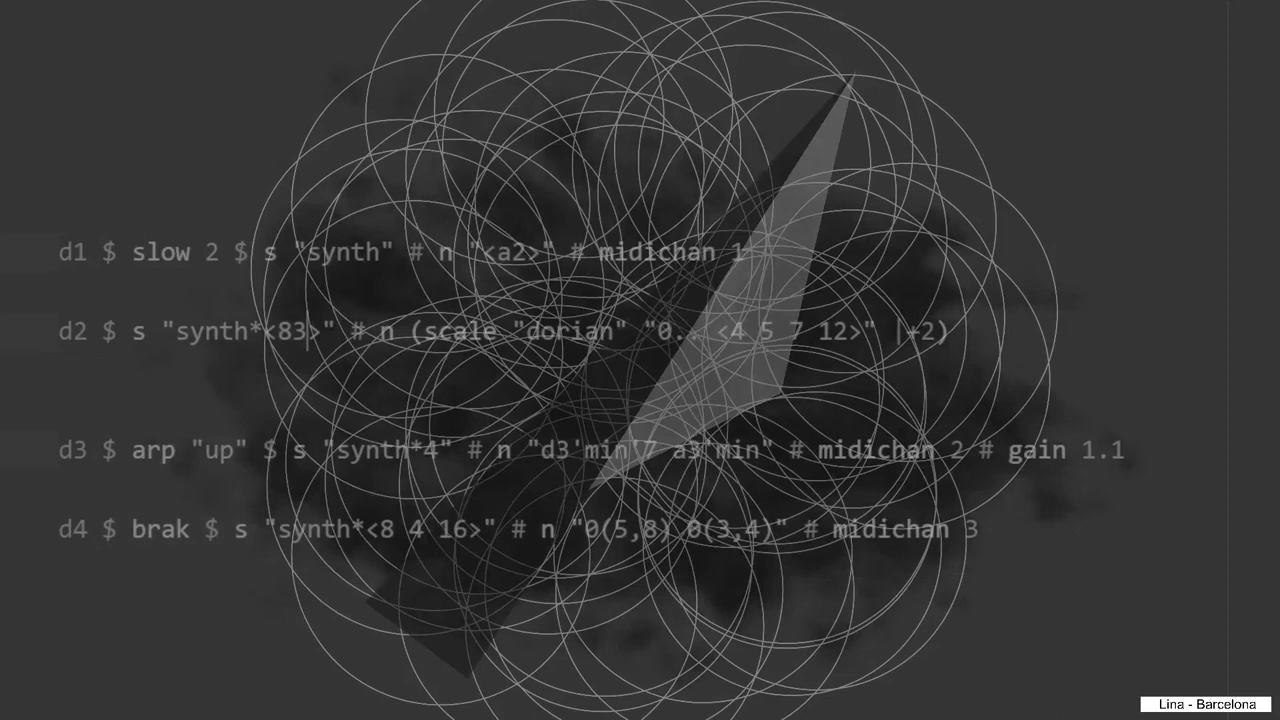 d1 $ slow 2 $ s "synth" # n "<a2>" # midichan 1
d2 $ s "synth*<83>" # n (scale "dorian" "0.. <4 5 7 12>" |+2)
d3 $ arp "up" $ s "synth*4" # n "d3'min'7 a3'min" # midichan 2 # gain 1.1
d4 $ brak $ s "synth*<8 4 16>" # n "0(5,8) 0(3,4)" # midichan 3
Lina - Barcelona